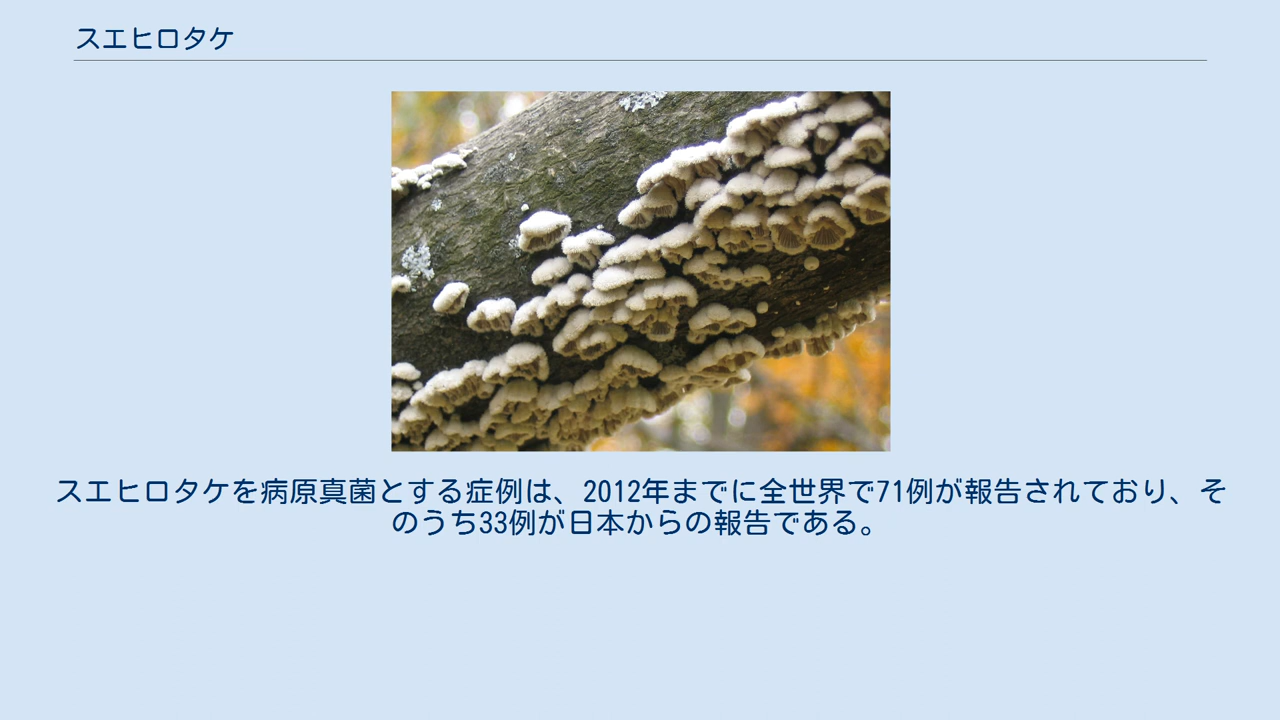 スエヒロタケ
スエヒロタケを病原真菌とする症例は、2012年までに全世界で71例が報告されており、そ
のうち33例が日本からの報告である。